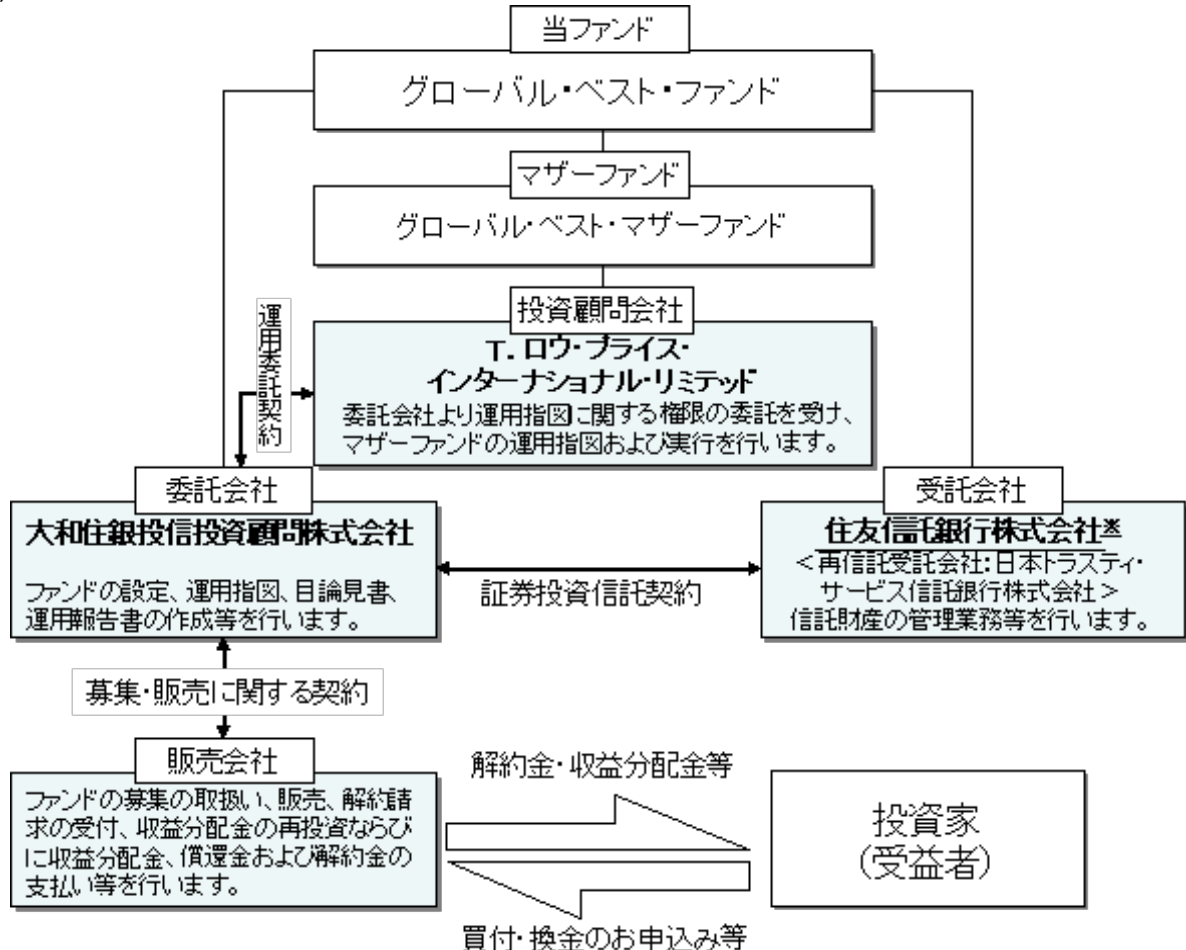 当ファンド
グローバル・ベスト・ファンド
マザーファンド
グローバル・ベスト・マザーファンド
投資顧問会社
T. ロウ・プライス・
インターナショナル・リミテッド
委託会社より運用指図に関する権限の委託を受け、
マザーファンドの運用指図および実行を行います。
運用委託契約
委託会社
大和住銀投信投資顧問株式会社
ファンドの設定、運用指図、目論見書、
運用報告書の作成等を行います。
証券投資信託契約
受託会社
住友信託銀行株式会社※
＜再信託受託会社：日本トラスティ・
サービス信託銀行株式会社＞
信託財産の管理業務等を行います。
募集・販売に関する契約
販売会社
ファンドの募集の取扱い、販売、解約請
求の受付、収益分配金の再投資ならび
に収益分配金、償還金および解約金の
支払い等を行います。
解約金・収益分配金等
買付・換金のお申込み等
投資家
（受益者）